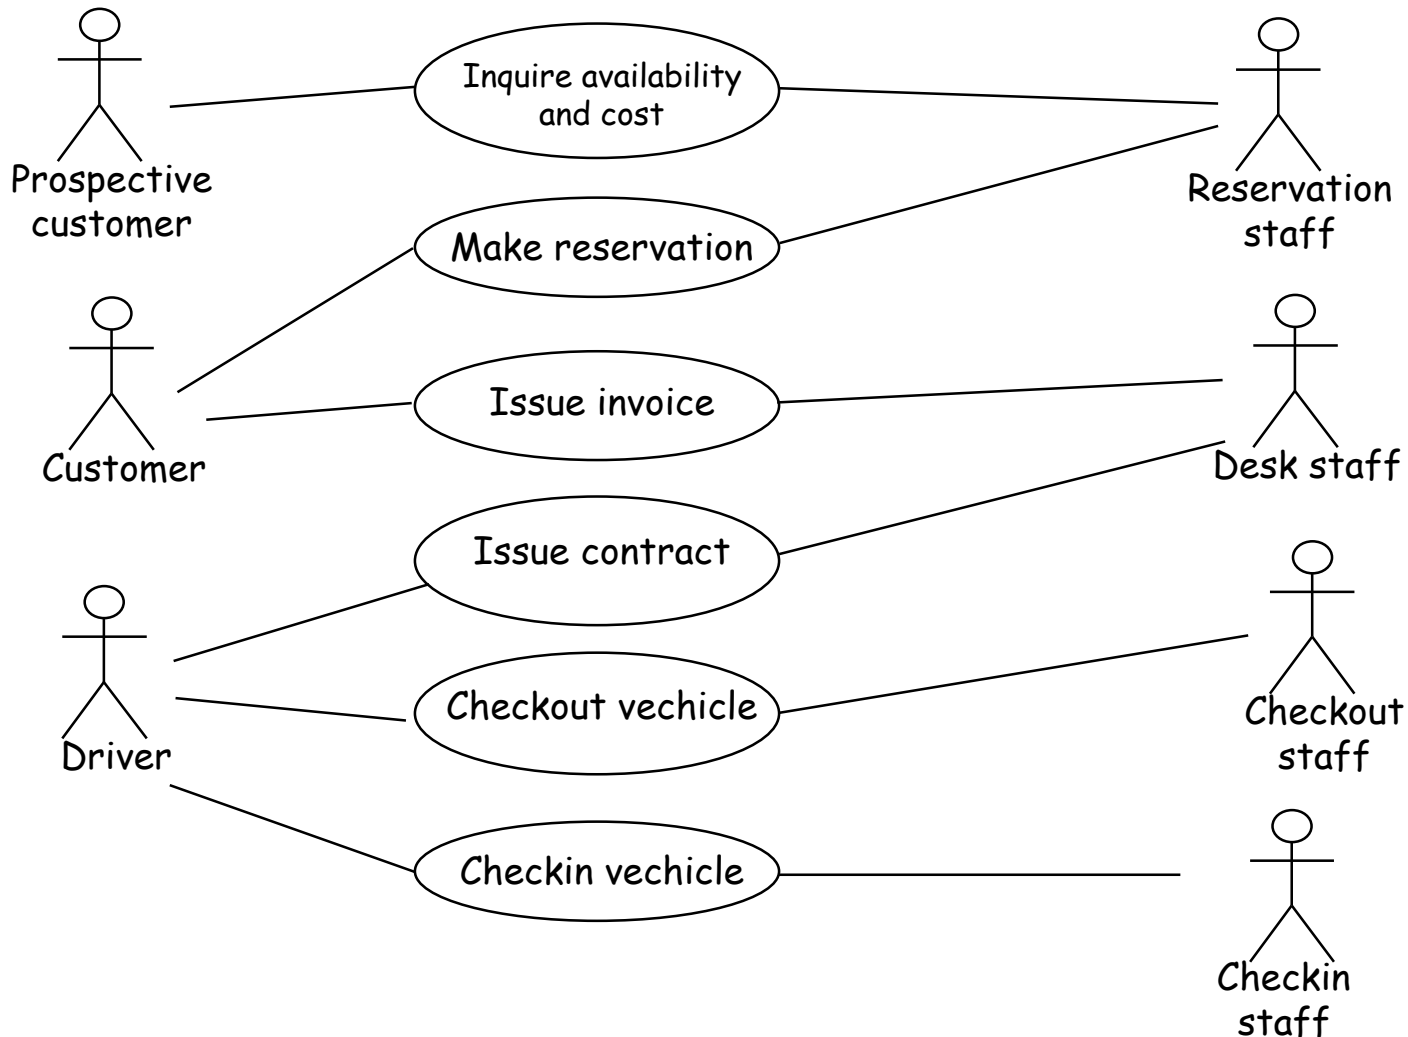 Inquire availability
and cost
Prospective
customer
Reservation
staff
Make reservation
Customer
Issue invoice
Desk staff
Issue contract
Driver
Checkout vechicle
Checkout
staff
Checkin vechicle
Checkin
staff